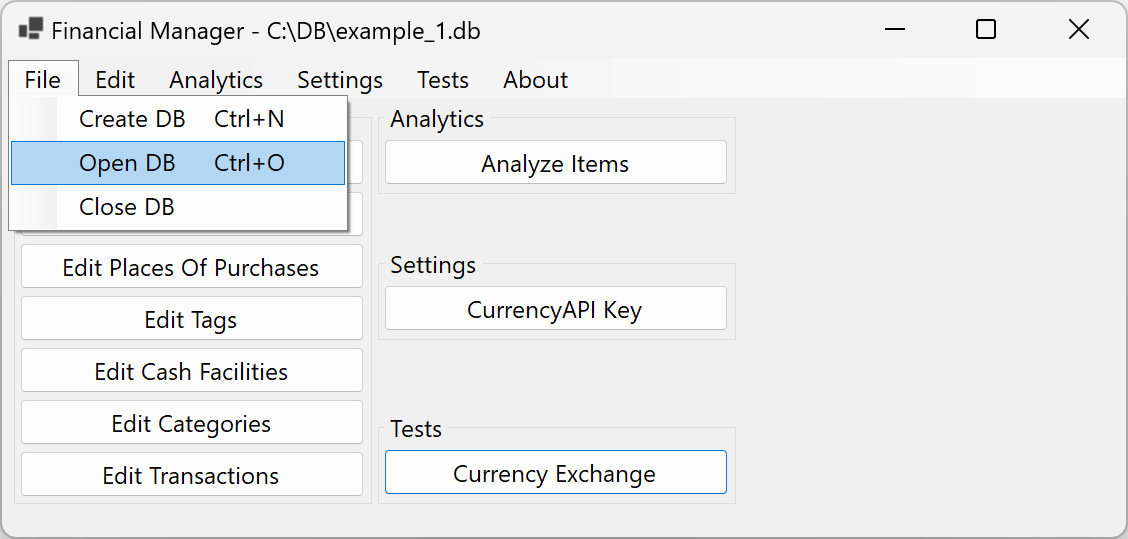 Financial Manager - C:\DB\example_1.db
File Edit Analytics Settings Tests About
Create DB Ctrl+N
Open DB Ctrl+O
Close DB
Edit Places Of Purchases
Edit Tags
Edit Cash Facilities
Edit Categories
Edit Transactions
Analytics
Analyze Items
Settings
CurrencyAPI Key
Tests
Currency Exchange